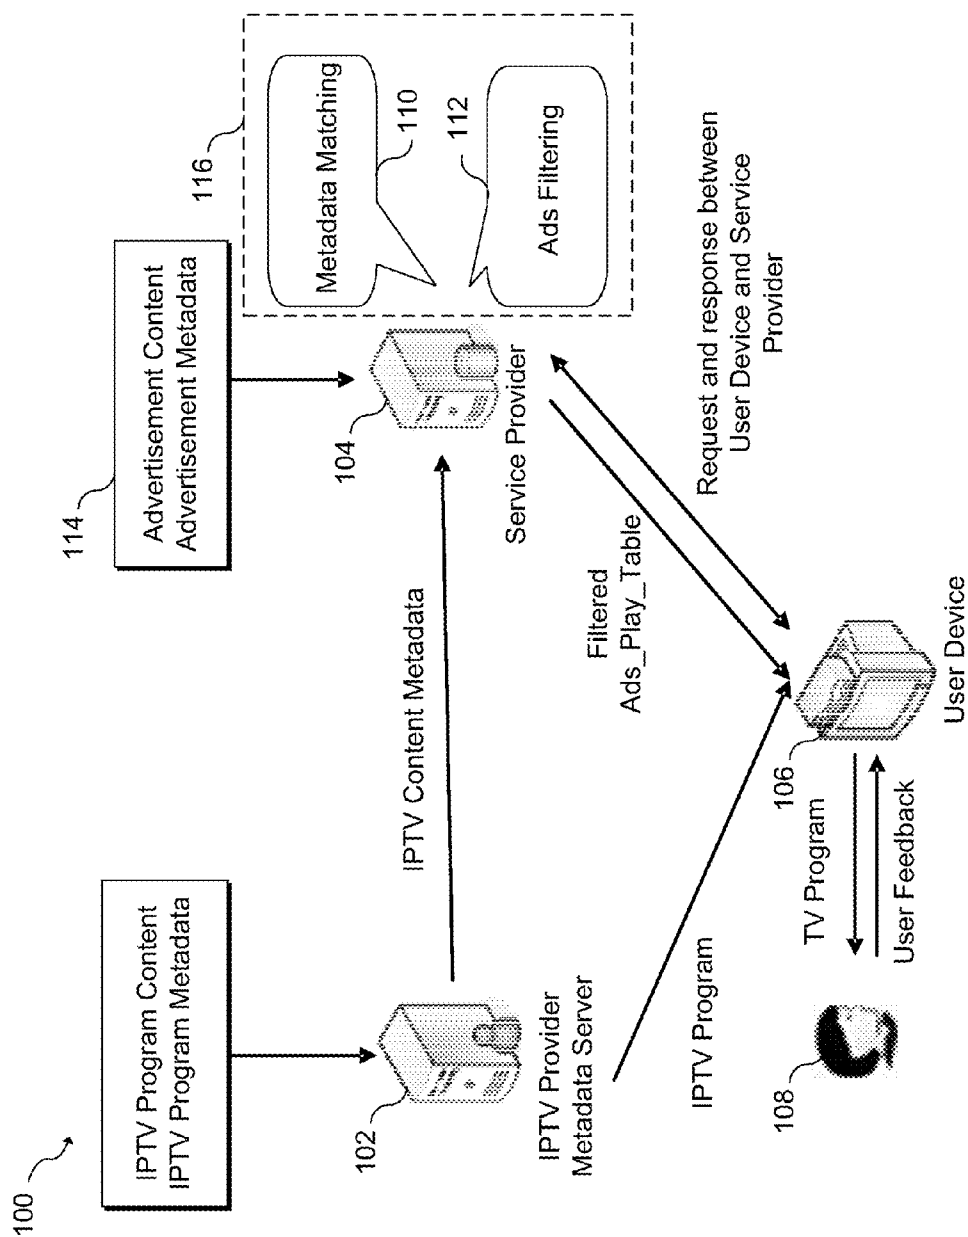 100
IPTV Program Content
IPTV Program Metadata
114
Advertisement Content
Advertisement Metadata
116
Metadata Matching
110
112
Ads Filtering
102
IPTV Provider
Metadata Server
IPTV Content Metadata
104
Service Provider
IPTV Program
Filtered
Ads_Play_Table
Request and response between
User Device and Service
Provider
108
TV Program
User Feedback
106
User Device